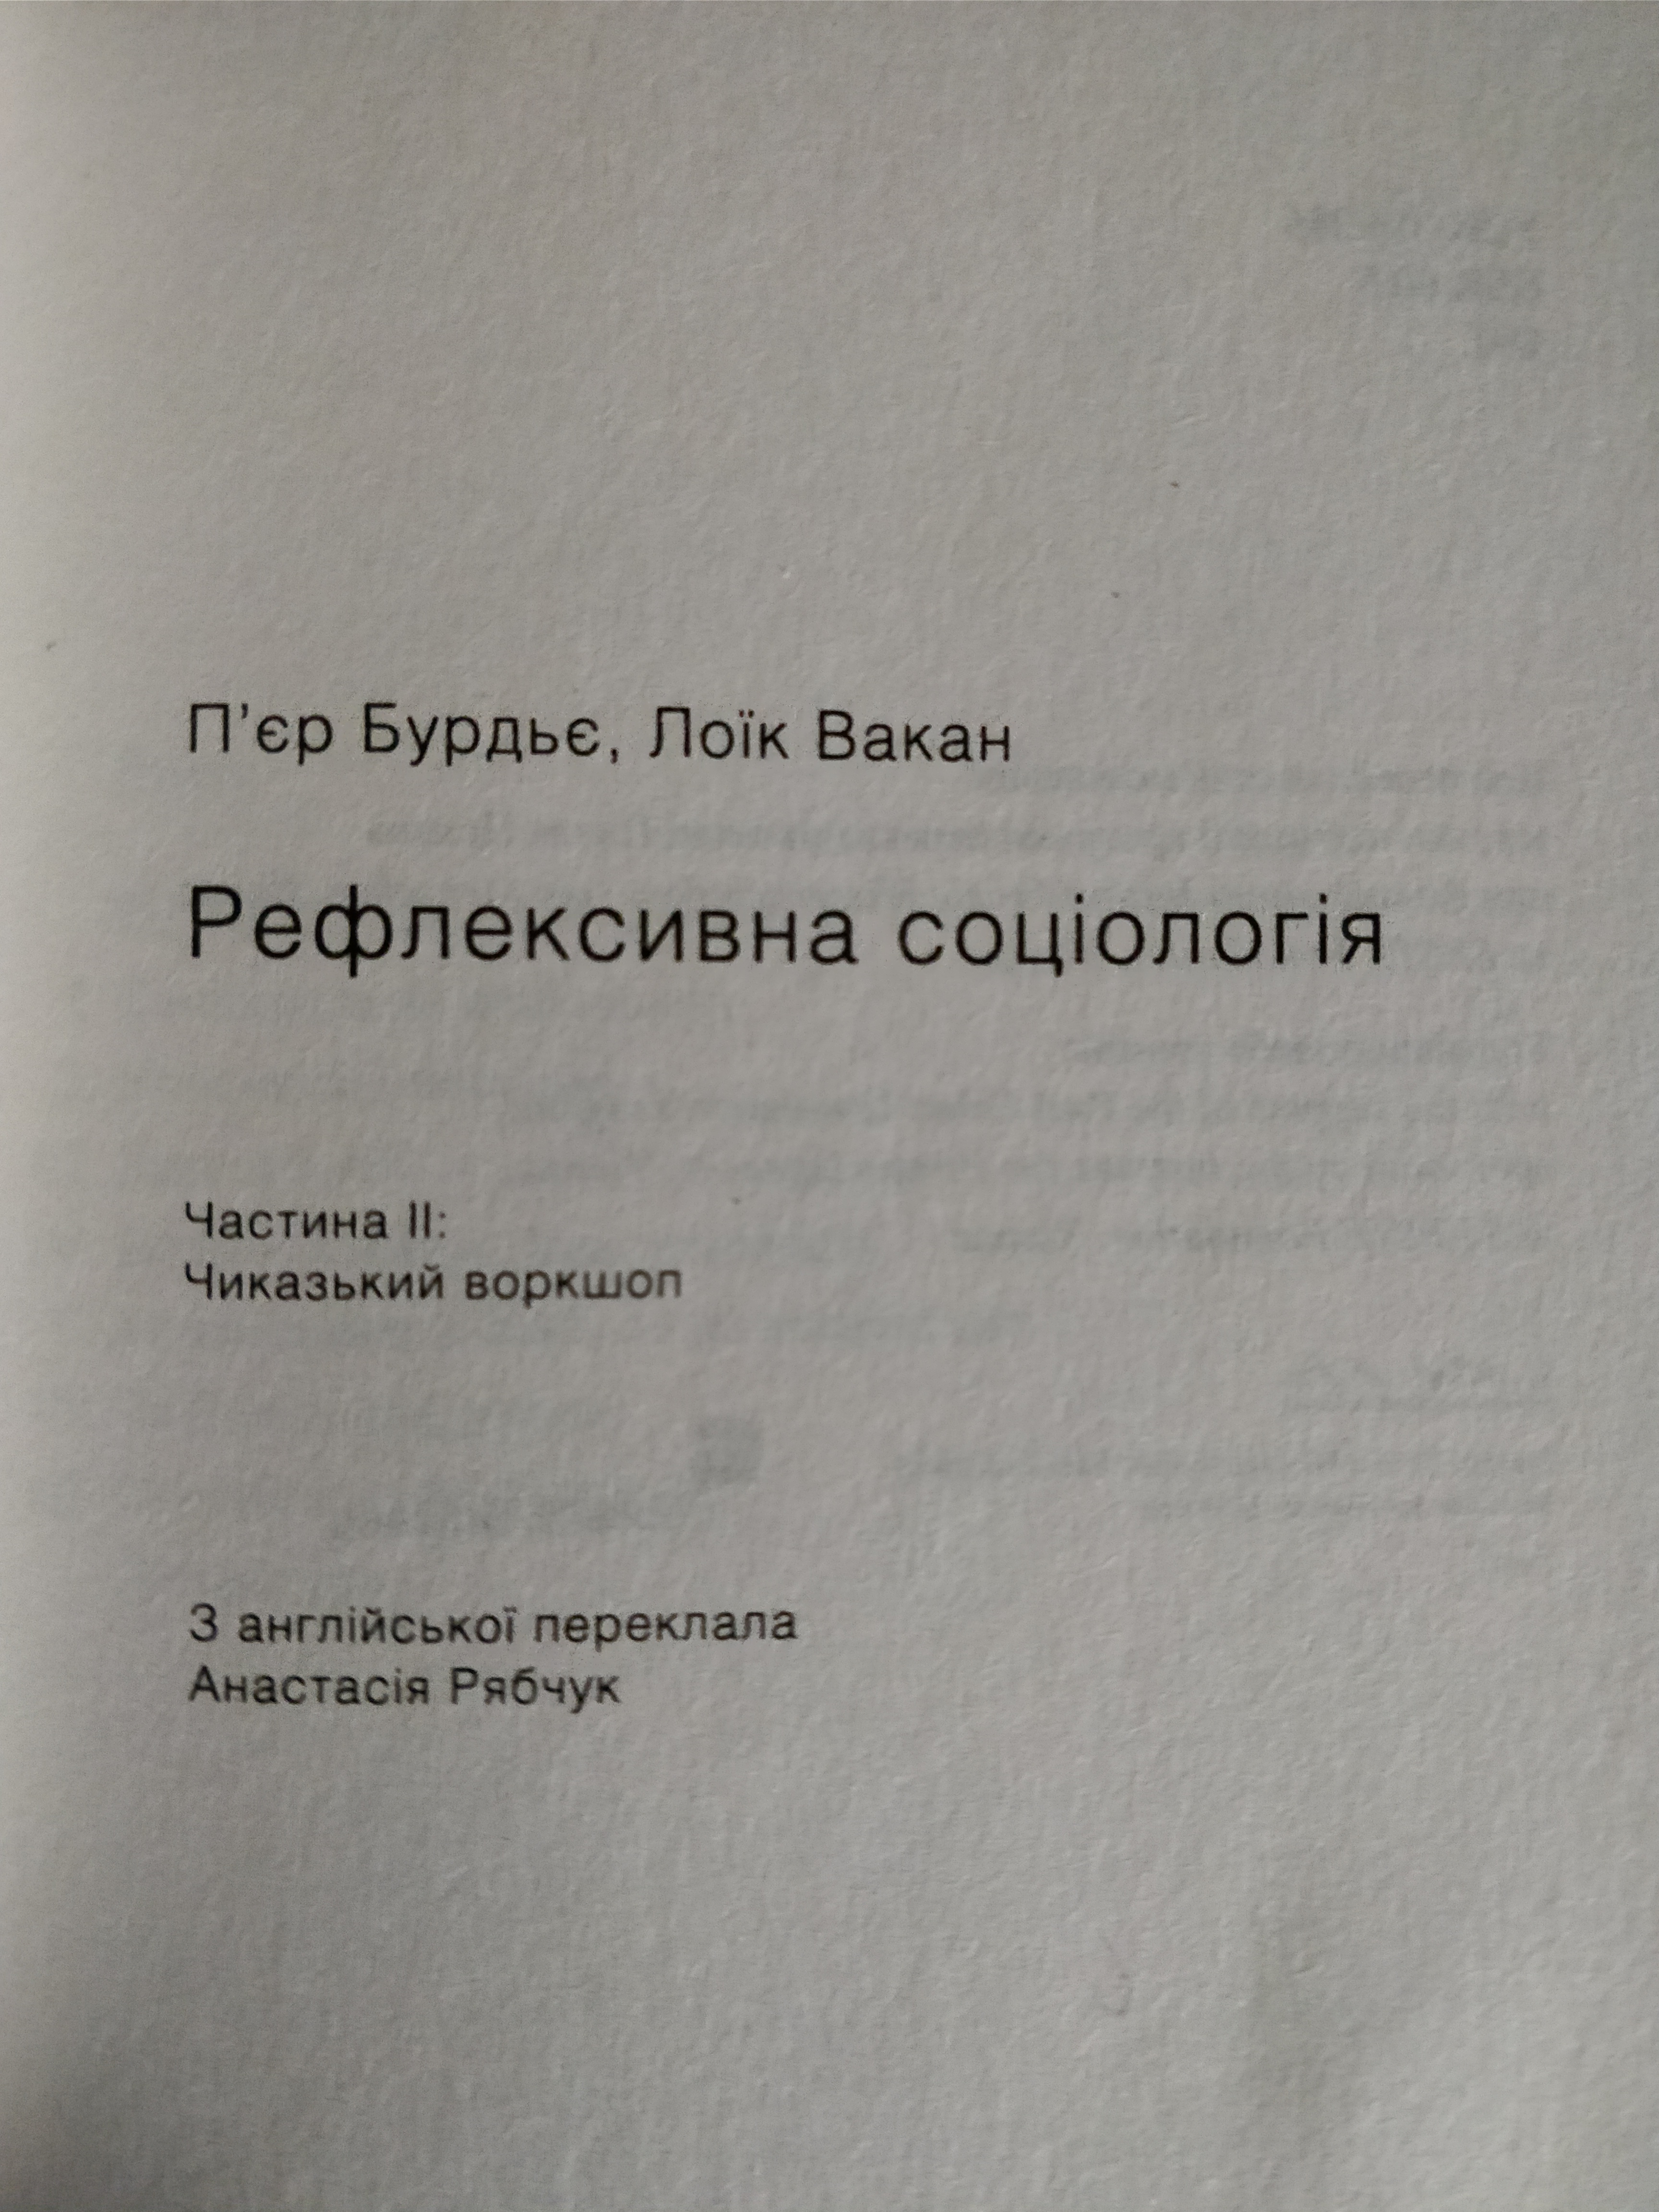 П'єр Бурдьє, Лоїк Вакан
Рефлексивна соціологія
Частина II:
Чиказький воркшоп
З англійської переклала
Анастасія Рябчук